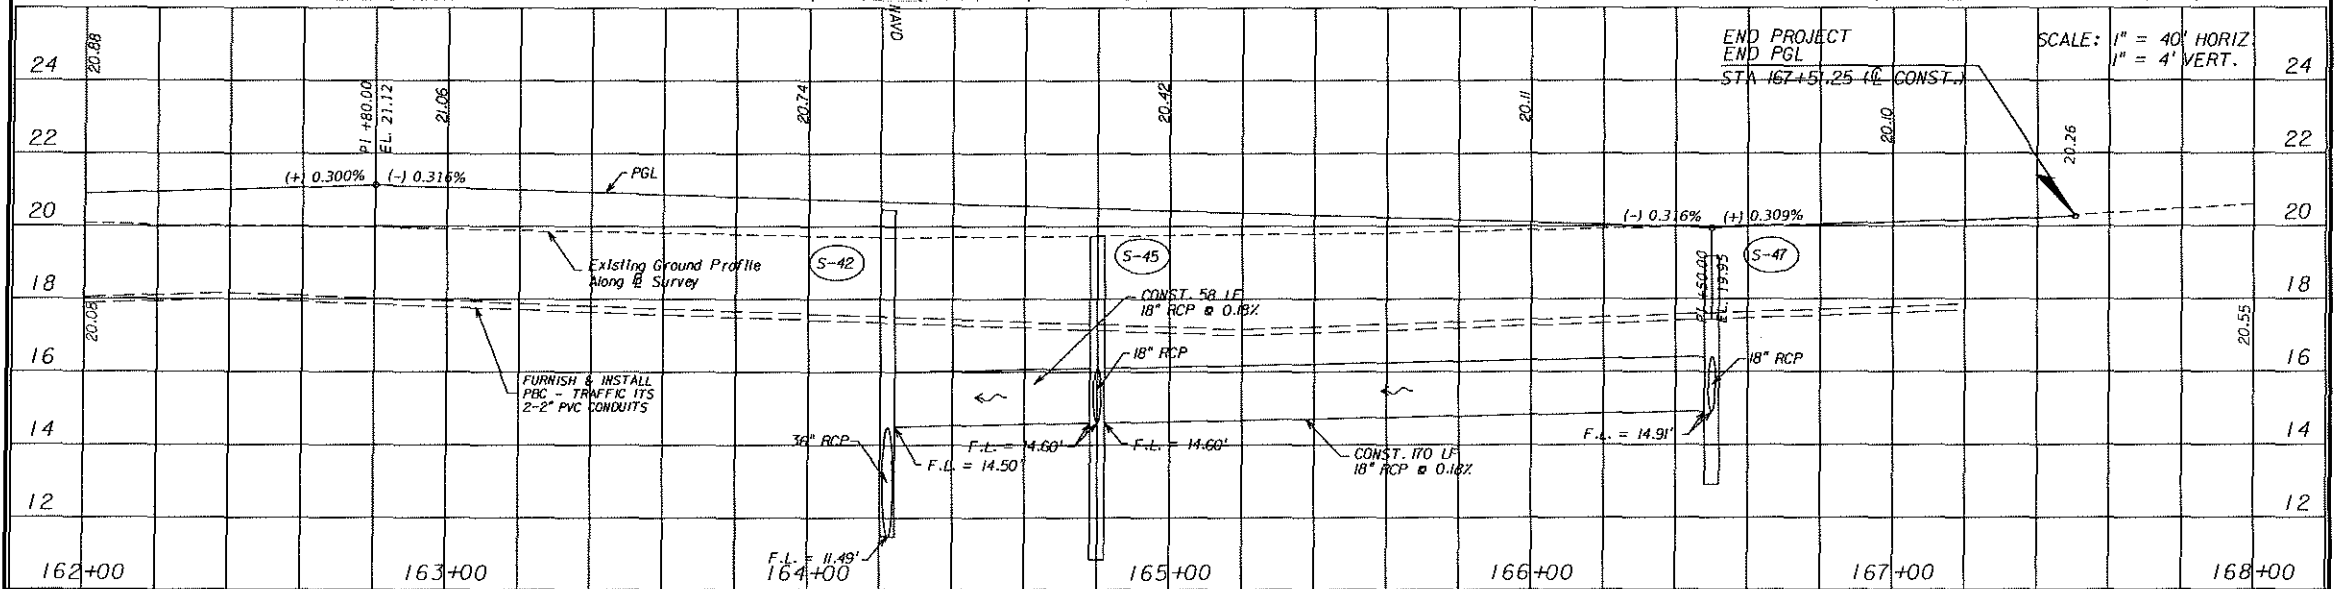 NAVD
END PROJECT
END PGL
STA 167+51.25 (℄ CONST.)
SCALE: 1" = 40' HORIZ
1" = 4' VERT.
24
20.88
PI +80.00
EL. 21.12
21.06
20.74
20.42
20.11
20.10
20.26
24
22
22
(+) 0.300%
(-) 0.316%
PGL
20
(-) 0.316%
(+) 0.309%
20
Existing Ground Profile
Along ⅊ Survey
S-42
S-45
S-47
PI +50.00
EL. 19.95
18
18
20.08
20.55
CONST. 58 LF
18" RCP @ 0.18%
18" RCP
18" RCP
16
16
FURNISH & INSTALL
PBC - TRAFFIC ITS
2-2" PVC CONDUITS
14
36" RCP
F.L. = 14.50'
F.L. = 14.60'
F.L. = 14.60'
F.L. = 14.91'
14
CONST. 170 LF
18" RCP @ 0.18%
12
12
F.L. = 11.49'
162+00
163+00
164+00
165+00
166+00
167+00
168+00